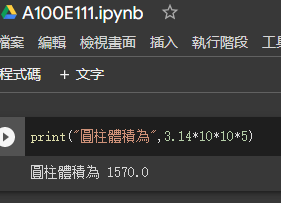 A100E111.ipynb
檔案 編輯 檢視畫面 插入 執行階段
程式碼 + 文字
print("圓柱體積為",3.14*10*10*5)
圓柱體積為 1570.0